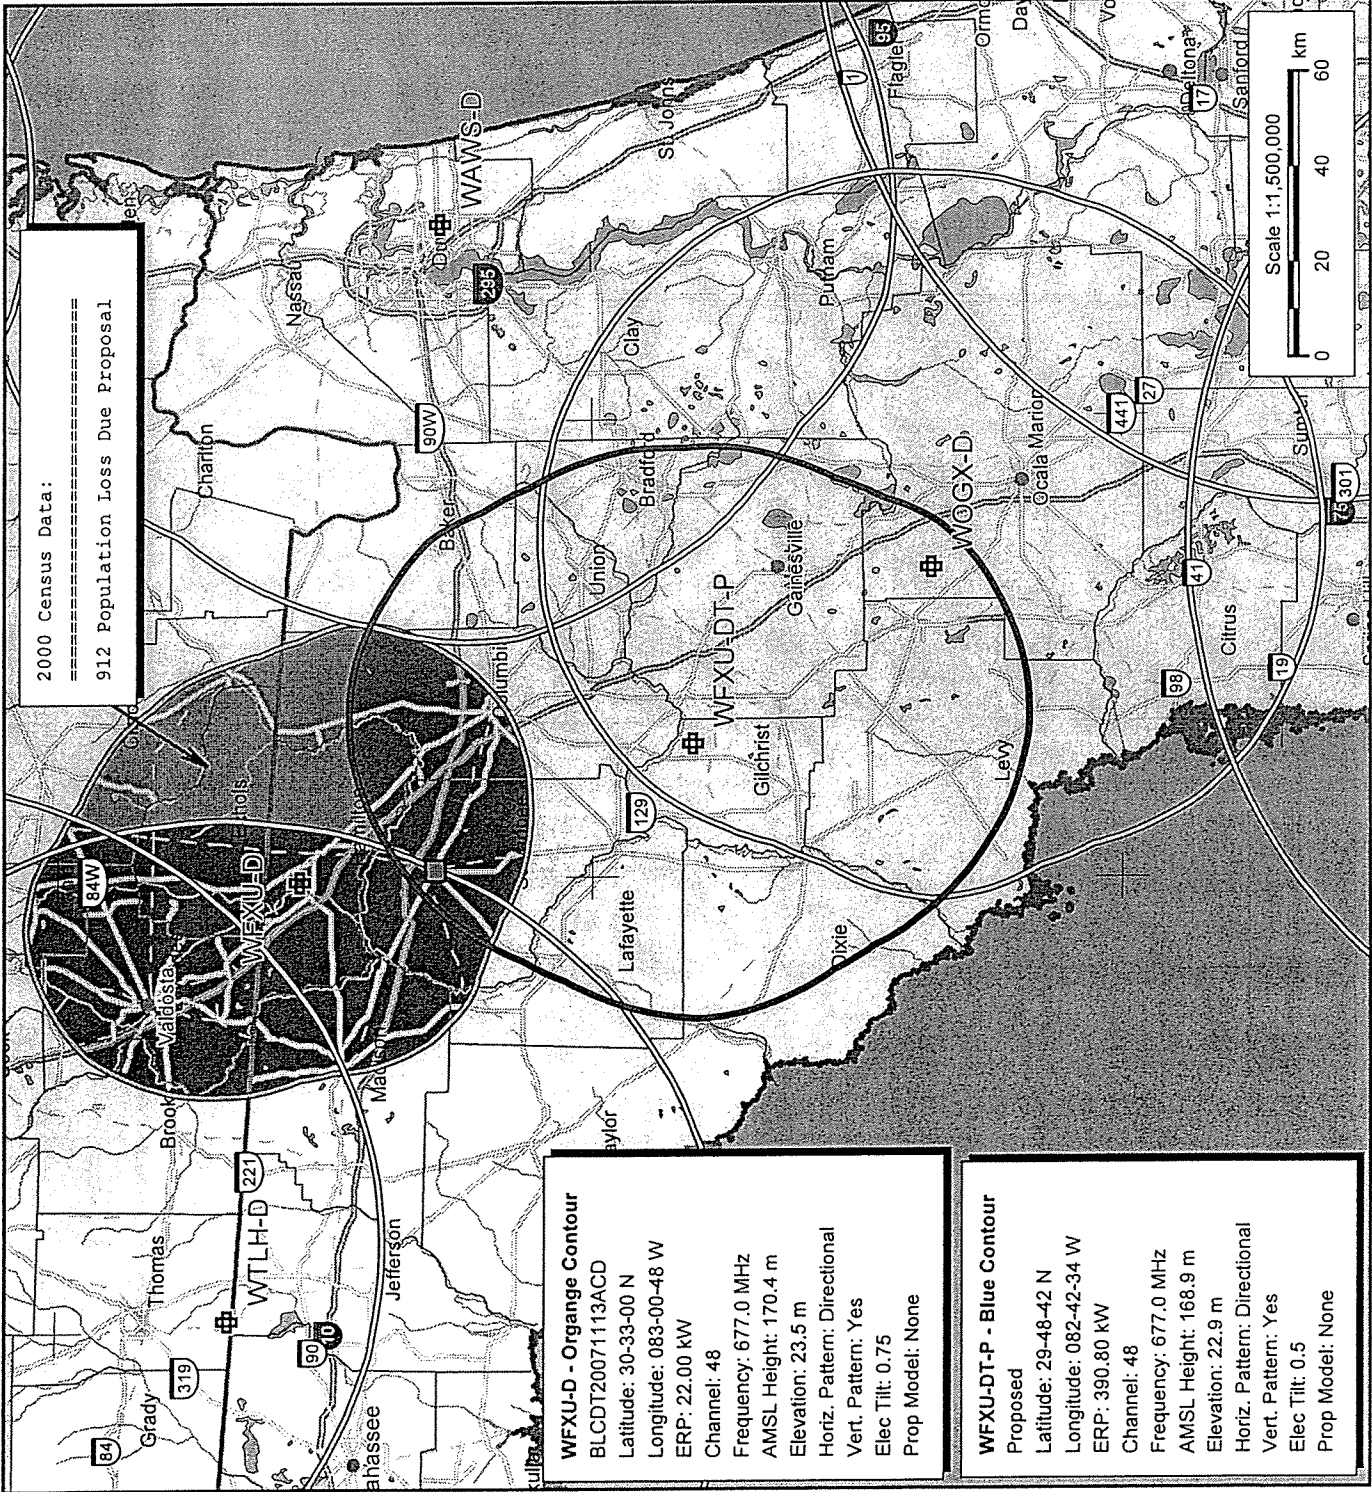 2000 Census Data:
==============================
912 Population Loss Due Proposal
WFXU-D - Organge Contour
BLCDT20071113ACD
Latitude: 30-33-00 N
Longitude: 083-00-48 W
ERP: 22.00 kW
Channel: 48
Frequency: 677.0 MHz
AMSL Height: 170.4 m
Elevation: 23.5 m
Horiz. Pattern: Directional
Vert. Pattern: Yes
Elec Tilt: 0.75
Prop Model: None
WFXU-DT-P - Blue Contour
Proposed
Latitude: 29-48-42 N
Longitude: 082-42-34 W
ERP: 390.80 kW
Channel: 48
Frequency: 677.0 MHz
AMSL Height: 168.9 m
Elevation: 22.9 m
Horiz. Pattern: Directional
Vert. Pattern: Yes
Elec Tilt: 0.5
Prop Model: None
Scale 1:1,500,000
0 20 40 60 km
WTLH-D
WFXU-D
WFXU-DT-P
WOGX-D
WAWS-D
Grady
Thomas
Jefferson
ahassee
Brook
Valdosta
Lafayette
Dixie
Gilchrist
Levy
Union
Gainesville
Bradford
Baker
Charlton
Nassau
Clay
Putnam
St. Johns
Flagler
Ocala Marion
Citrus
Deltona
Sanford
aylor
olumbi
84
319
90
10
221
84W
129
90W
295
95
1
17
441
27
41
98
19
75
301